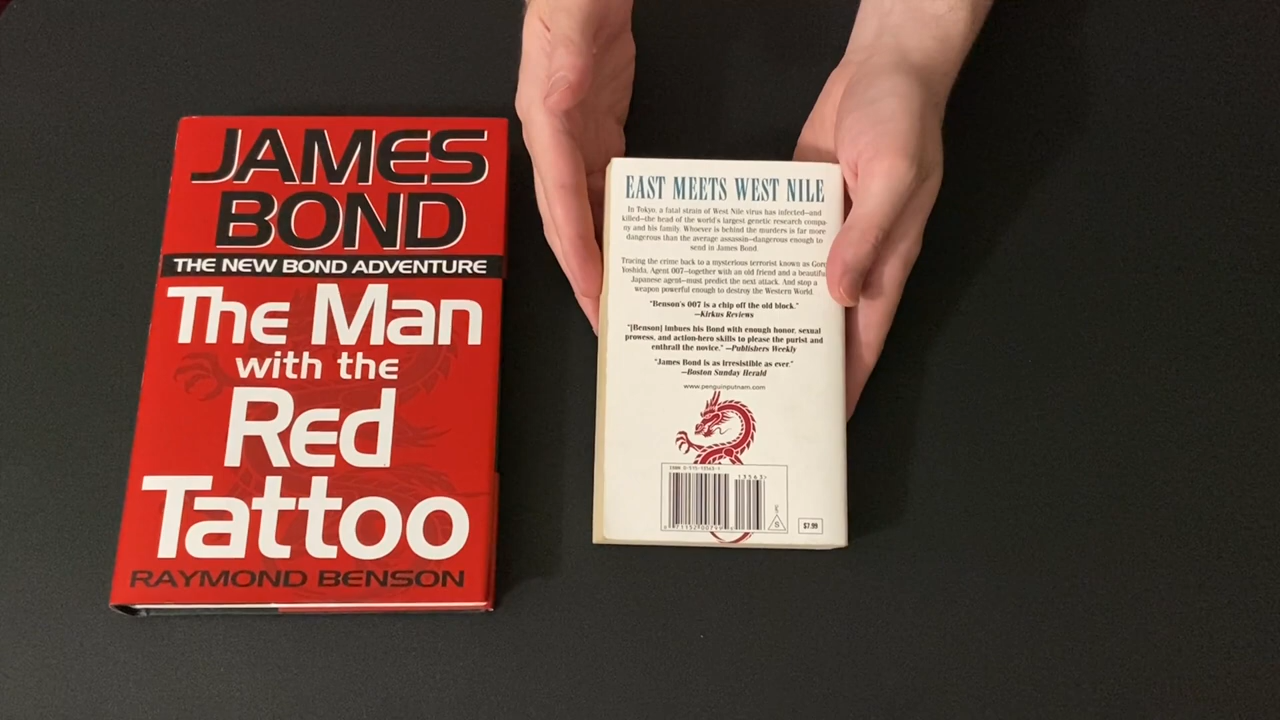 JAMES
BOND
THE NEW BOND ADVENTURE
The Man
with the
Red
Tattoo
RAYMOND BENSON
EAST MEETS WEST NILE
In Tokyo, a fatal strain of West Nile virus has infected—and
killed—the head of the world's largest genetic research compa-
ny and his family. Whoever is behind the murders is far more
dangerous than the average assassin—dangerous enough to
send in James Bond.
Tracing the crime back to a mysterious terrorist known as Goro
Yoshida, Agent 007—together with an old friend and a beautiful
Japanese agent—must predict the next attack. And stop a
weapon powerful enough to destroy the Western World.
"Benson's 007 is a chip off the old block."
—Kirkus Reviews
"[Benson] imbues his Bond with enough honor, sexual
prowess, and action-hero skills to please the purist and
enthrall the novice." —Publishers Weekly
"James Bond is as irresistible as ever."
—Boston Sunday Herald
www.penguinputnam.com
ISBN 0-515-13563-1
13563
UPC
S
$7.99